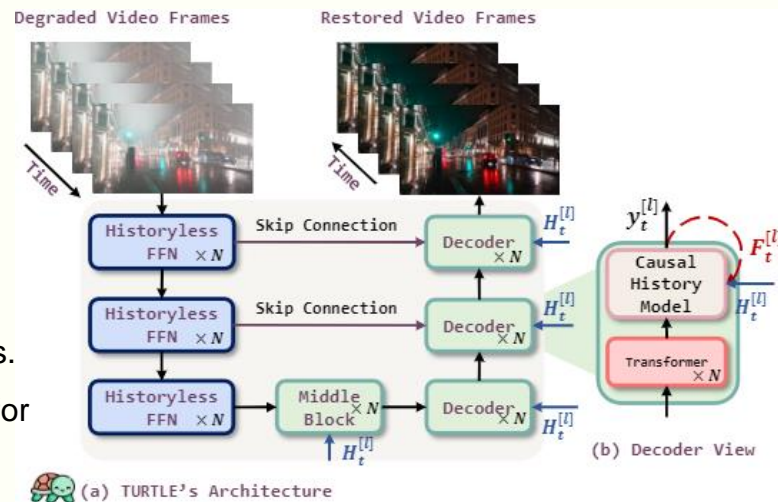 Degraded Video Frames
Restored Video Frames
Time
Time
Historyless
FFN ×N
Skip Connection
Decoder
×N
H_t^[l]
Historyless
FFN ×N
Skip Connection
Decoder
×N
H_t^[l]
Historyless
FFN ×N
Middle
Block ×N
Decoder
×N
H_t^[l]
H_t^[l]
s.
or
y_t^[l]
F_t^[l]
Causal
History
Model
H_t^[l]
Transformer
×N
(b) Decoder View
(a) TURTLE's Architecture